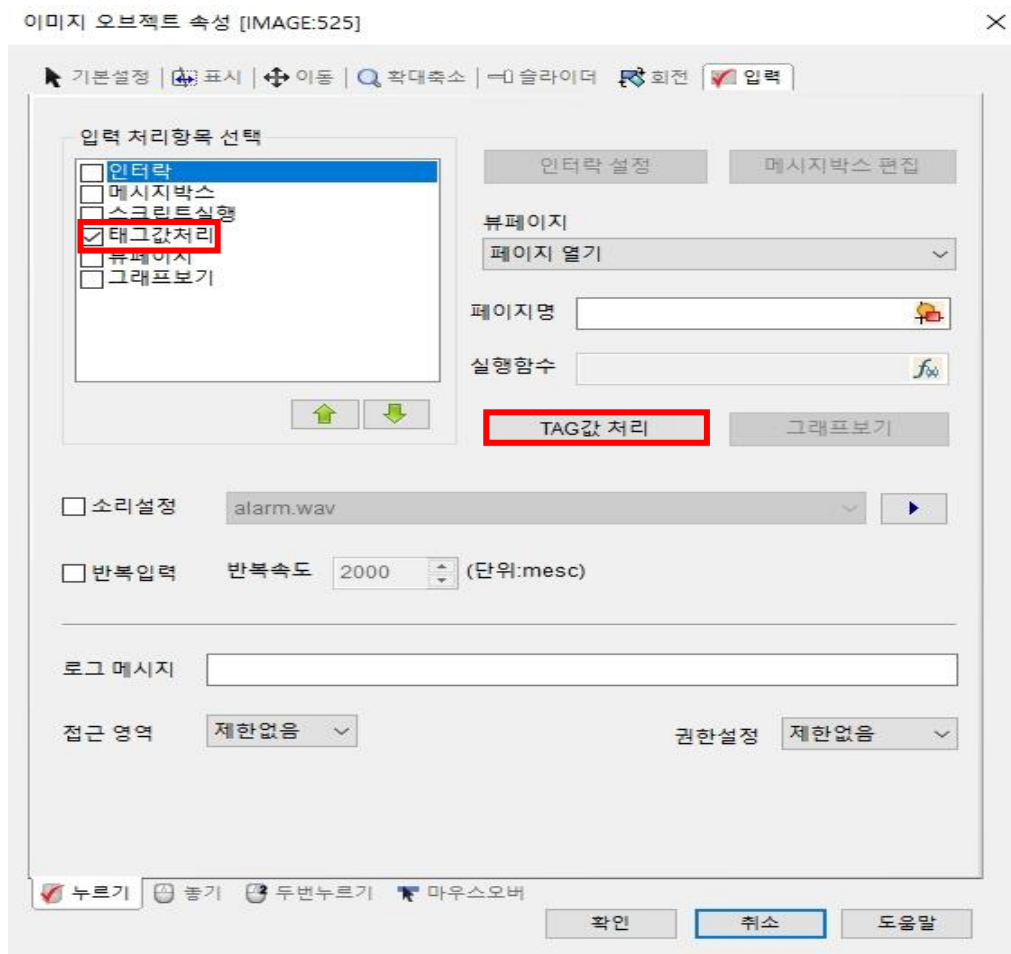 이미지 오브젝트 속성 [IMAGE:525]
기본설정 표시 이동 확대축소 슬라이더 회전 입력
입력 처리항목 선택
인터락
메시지박스
스크립트실행
태그값처리
뷰페이지
그래프보기
인터락 설정 메시지박스 편집
뷰페이지
페이지 열기
페이지명
실행함수
TAG값 처리 그래프보기
소리설정 alarm.wav
반복입력 반복속도 2000 (단위:mesc)
로그 메시지
접근 영역 제한없음 권한설정 제한없음
누르기 놓기 두번누르기 마우스오버
확인 취소 도움말